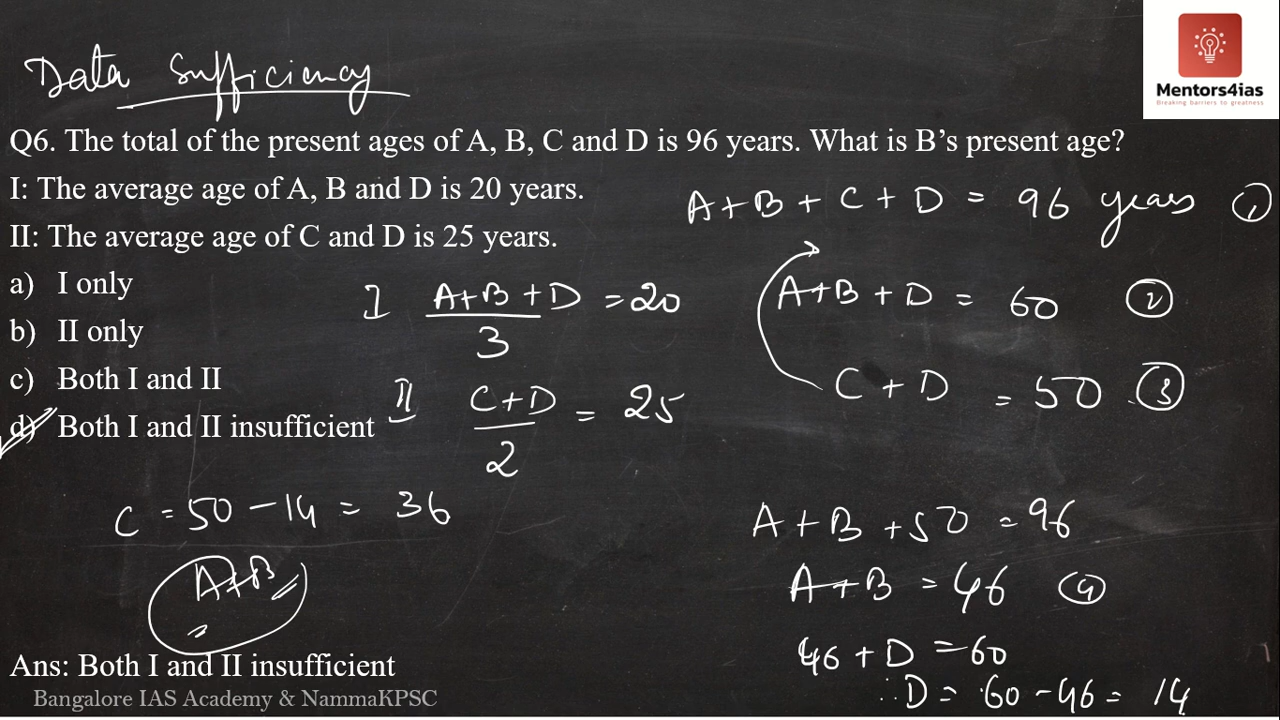 Data Sufficiency
Mentors4ias
Breaking barriers to greatness
Q6. The total of the present ages of A, B, C and D is 96 years. What is B’s present age?
I: The average age of A, B and D is 20 years.
A+B+C+D = 96 years ①
II: The average age of C and D is 25 years.
a) I only
I A+B+D/3 = 20
A+B+D = 60 ②
b) II only
c) Both I and II
II C+D/2 = 25
C+D = 50 ③
d) Both I and II insufficient
C = 50 - 14 = 36
A+B
A+B+50 = 96
A+B = 46 ④
46+D = 60
∴ D = 60 - 46 = 14
Ans: Both I and II insufficient
Bangalore IAS Academy & NammaKPSC